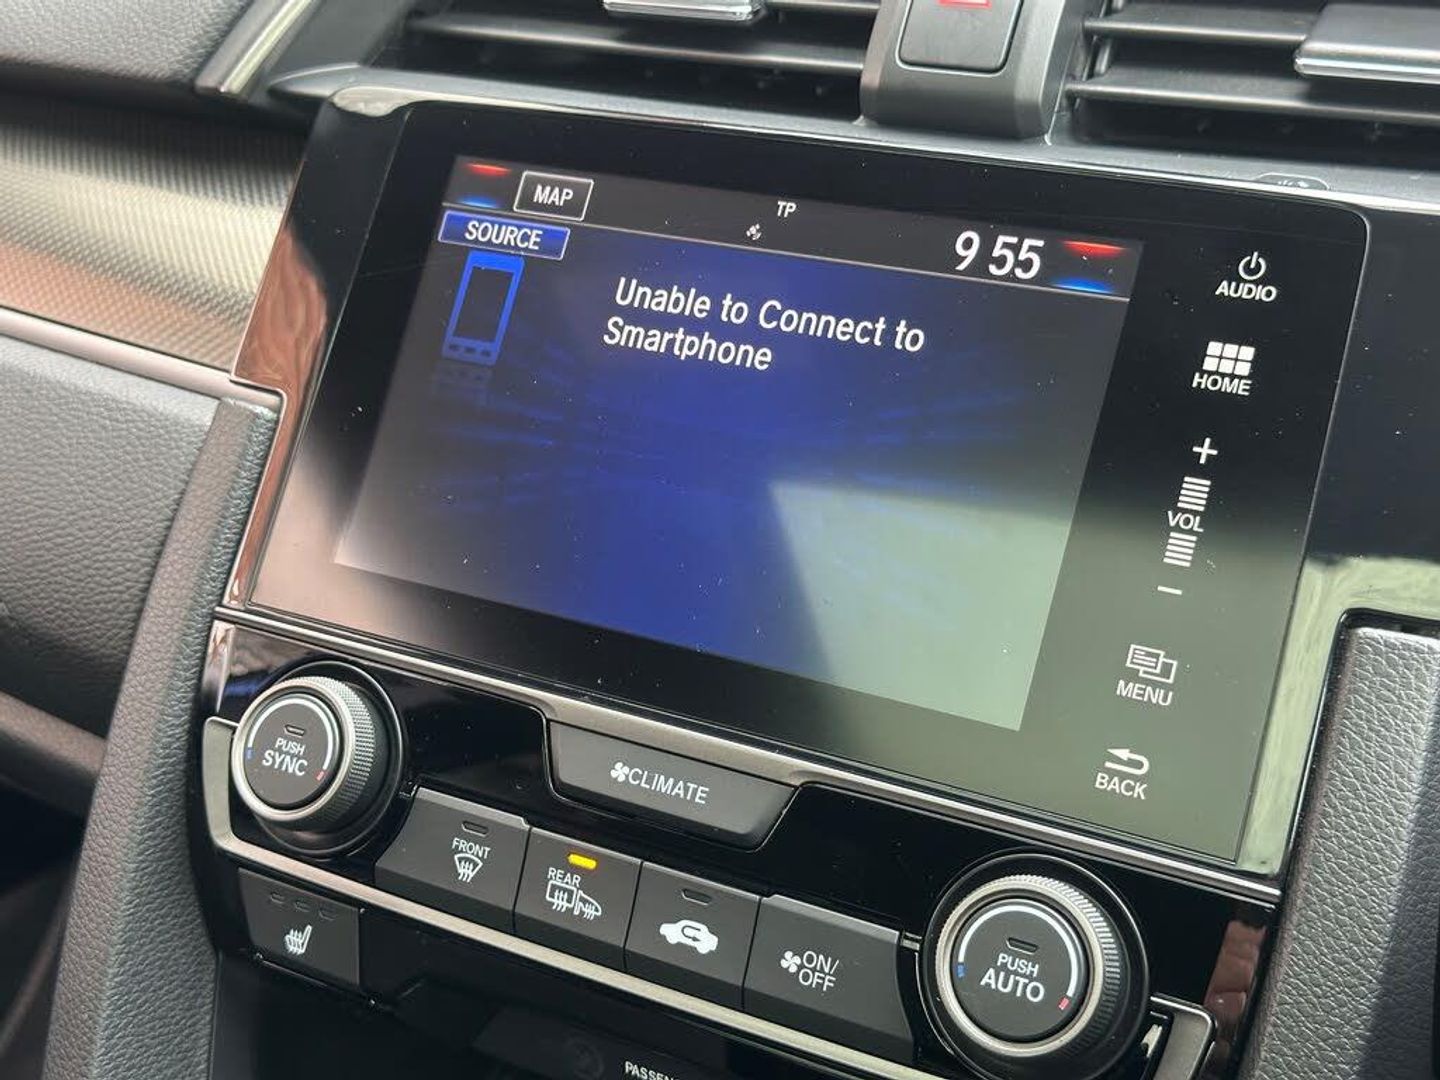 MAP
TP
9 55
SOURCE
Unable to Connect to
Smartphone
AUDIO
HOME
+
VOL
-
MENU
BACK
PUSH
SYNC
CLIMATE
FRONT
REAR
ON/
OFF
PUSH
AUTO